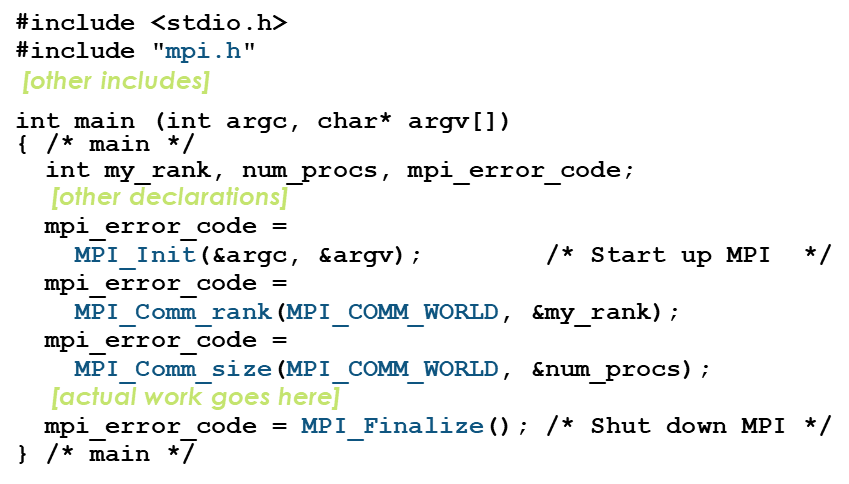 #include <stdio.h>
#include "mpi.h"
[other includes]
int main (int argc, char* argv[])
{ /* main */
int my_rank, num_procs, mpi_error_code;
[other declarations]
mpi_error_code =
MPI_Init(&argc, &argv); /* Start up MPI */
mpi_error_code =
MPI_Comm_rank(MPI_COMM_WORLD, &my_rank);
mpi_error_code =
MPI_Comm_size(MPI_COMM_WORLD, &num_procs);
[actual work goes here]
mpi_error_code = MPI_Finalize(); /* Shut down MPI */
} /* main */